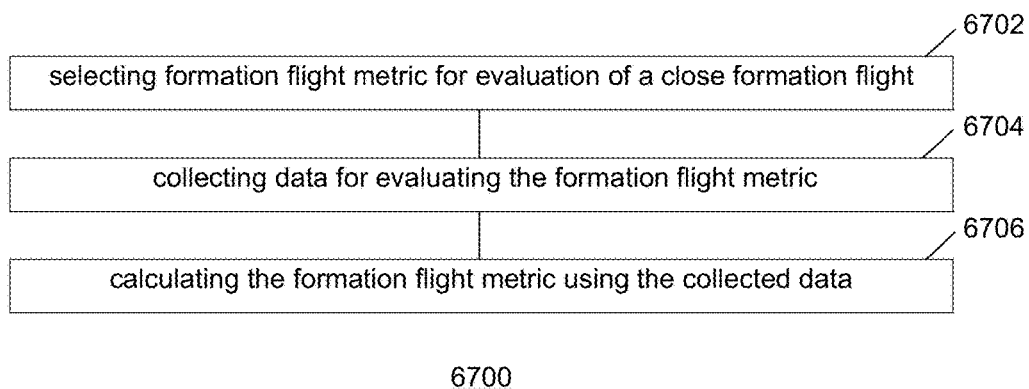 6702
selecting formation flight metric for evaluation of a close formation flight
6704
collecting data for evaluating the formation flight metric
6706
calculating the formation flight metric using the collected data
6700